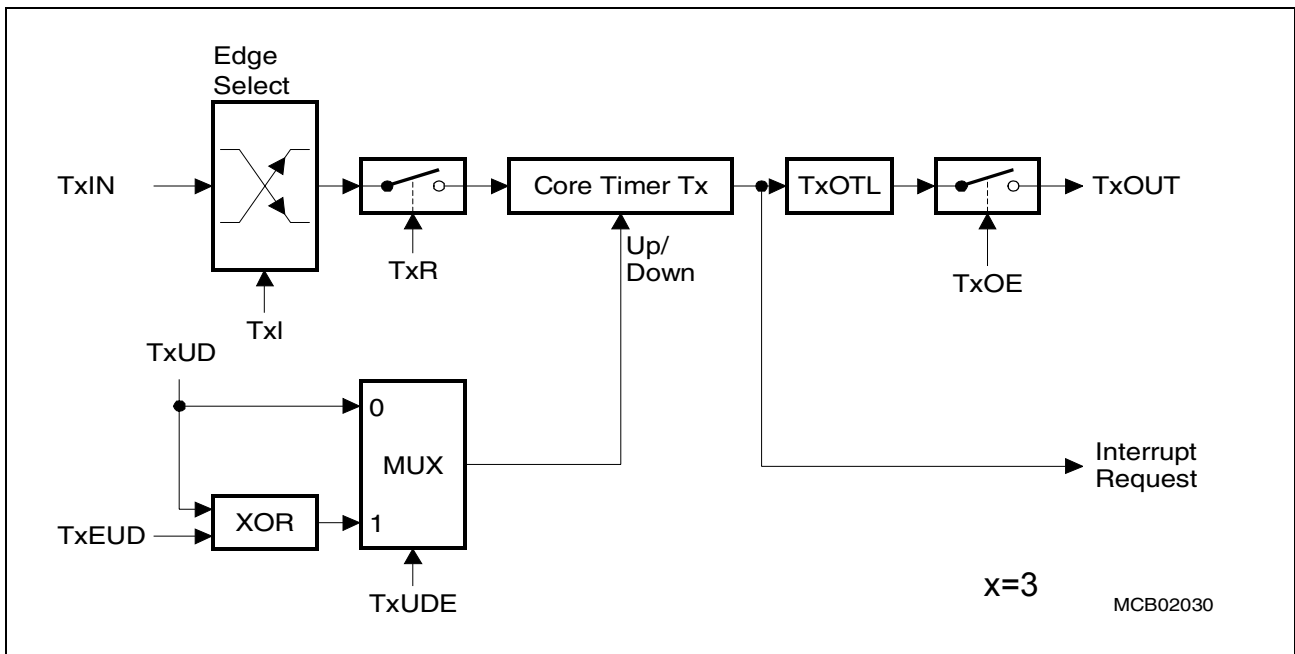 Edge
Select
TxIN
Core Timer Tx
TxOTL
TxOUT
TxR
Up/
Down
TxOE
TxI
TxUD
0
MUX
Interrupt
Request
XOR
1
TxEUD
TxUDE
x=3
MCB02030